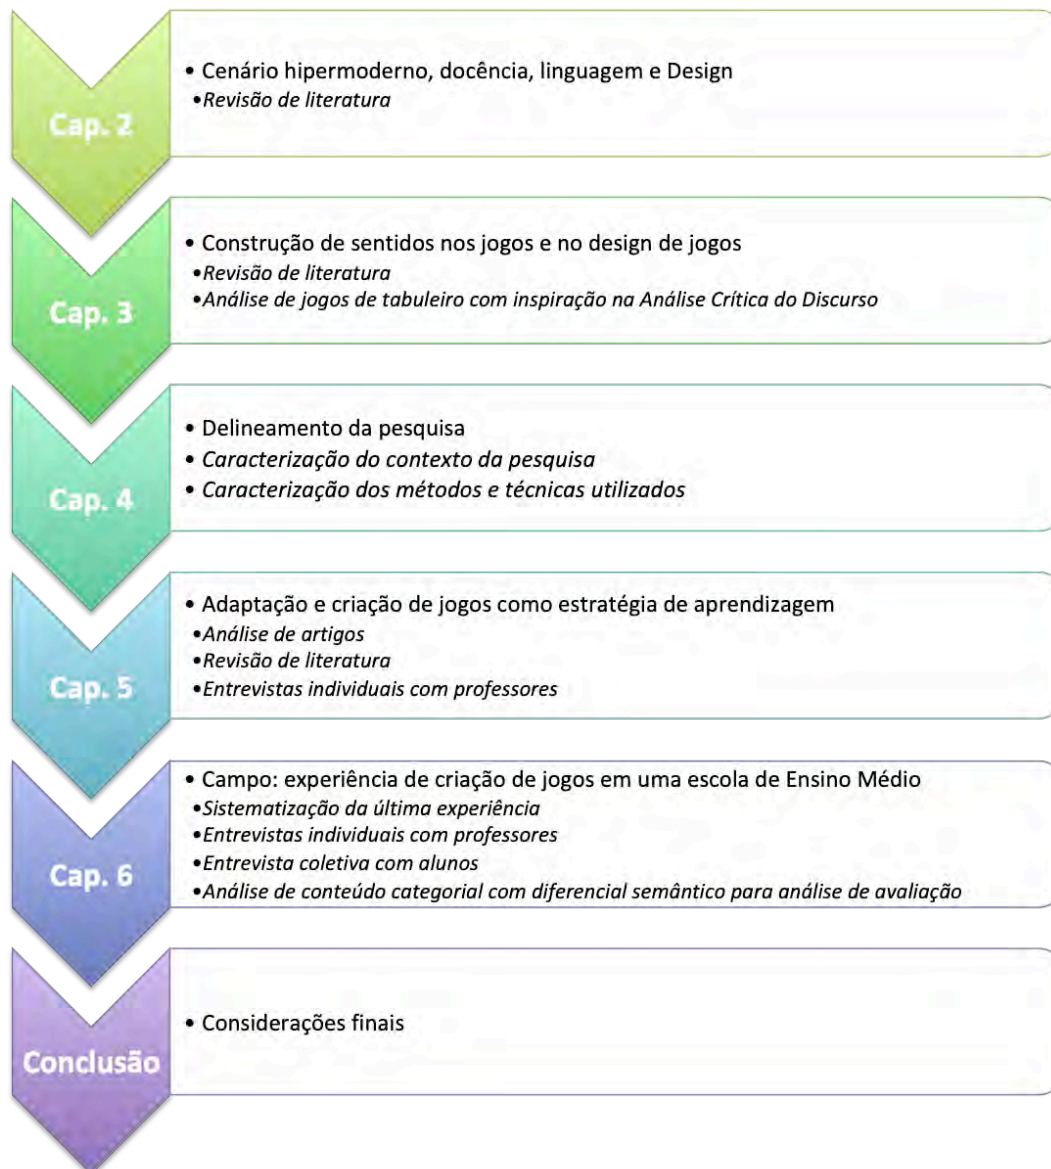 Cap. 2
• Cenário hipermoderno, docência, linguagem e Design
•Revisão de literatura
Cap. 3
• Construção de sentidos nos jogos e no design de jogos
•Revisão de literatura
•Análise de jogos de tabuleiro com inspiração na Análise Crítica do Discurso
Cap. 4
• Delineamento da pesquisa
• Caracterização do contexto da pesquisa
• Caracterização dos métodos e técnicas utilizados
Cap. 5
• Adaptação e criação de jogos como estratégia de aprendizagem
•Análise de artigos
•Revisão de literatura
•Entrevistas individuais com professores
Cap. 6
• Campo: experiência de criação de jogos em uma escola de Ensino Médio
•Sistematização da última experiência
•Entrevistas individuais com professores
•Entrevista coletiva com alunos
•Análise de conteúdo categorial com diferencial semântico para análise de avaliação
Conclusão
• Considerações finais